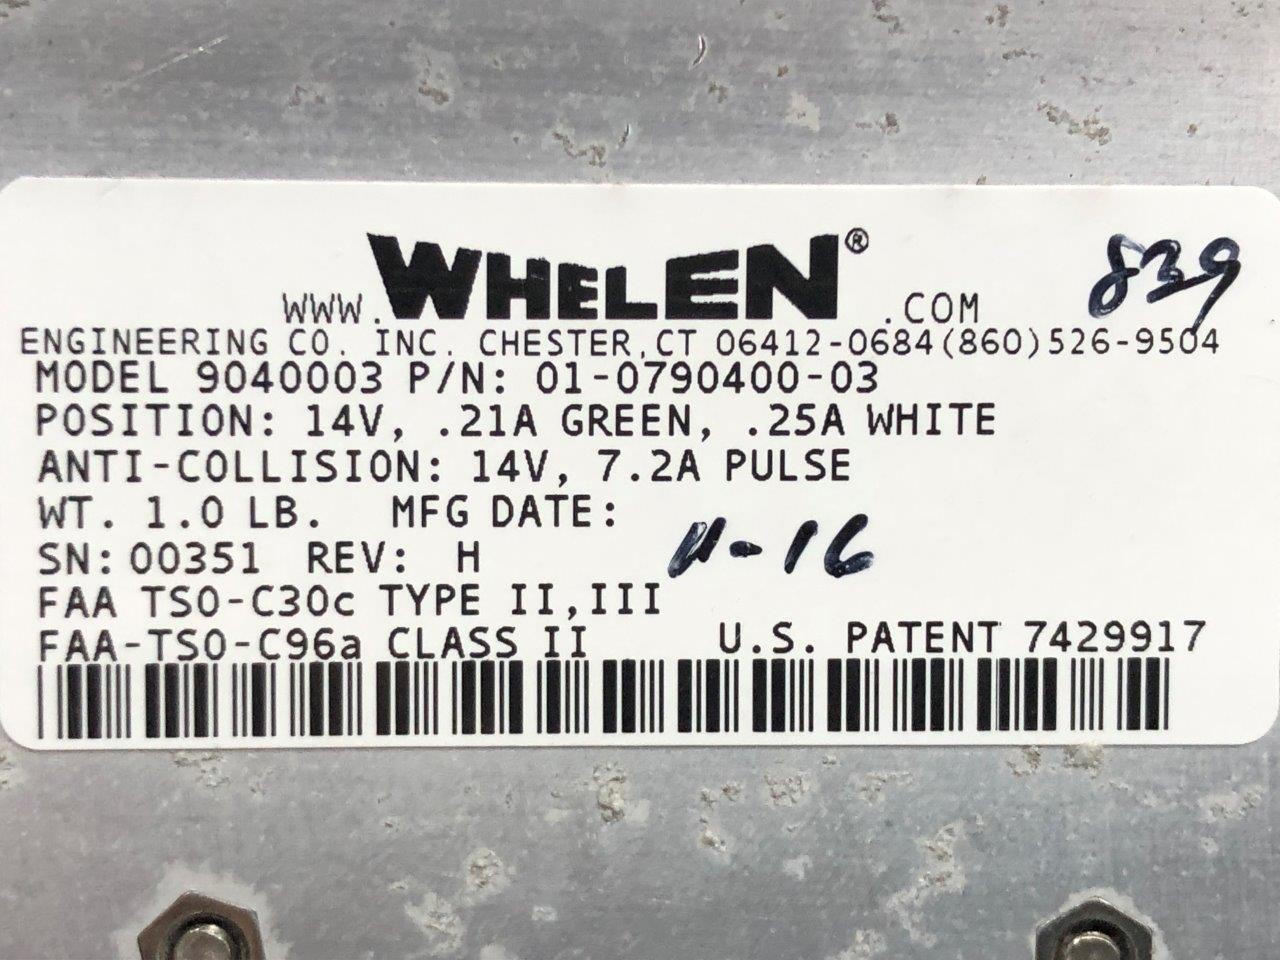 WWW.WHELEN®.COM 839
ENGINEERING CO. INC. CHESTER, CT 06412-0684(860)526-9504
MODEL 9040003 P/N: 01-0790400-03
POSITION: 14V, .21A GREEN, .25A WHITE
ANTI-COLLISION: 14V, 7.2A PULSE
WT. 1.0 LB. MFG DATE: 11-16
SN: 00351 REV: H
FAA TSO-C30c TYPE II,III
FAA-TSO-C96a CLASS II U.S. PATENT 7429917